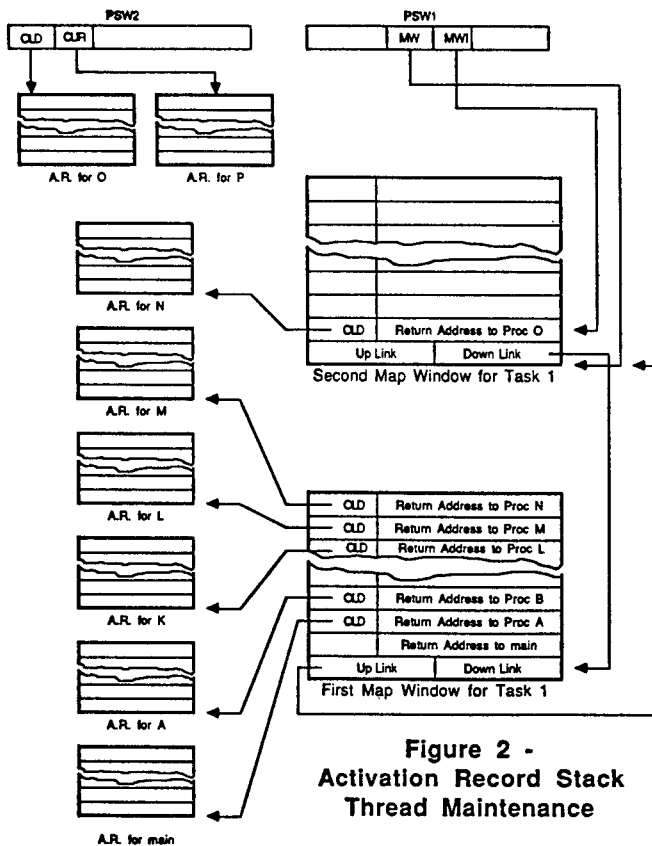 PSW2
PSW1
OLD CUR
MW MWI
A.R. for O
A.R. for P
A.R. for N
OLD Return Address to Proc O
Up Link Down Link
Second Map Window for Task 1
A.R. for M
OLD Return Address to Proc N
OLD Return Address to Proc M
OLD Return Address to Proc L
A.R. for L
OLD Return Address to Proc B
OLD Return Address to Proc A
Return Address to main
A.R. for K
Up Link Down Link
First Map Window for Task 1
A.R. for A
Figure 2 -
Activation Record Stack
Thread Maintenance
A.R. for main